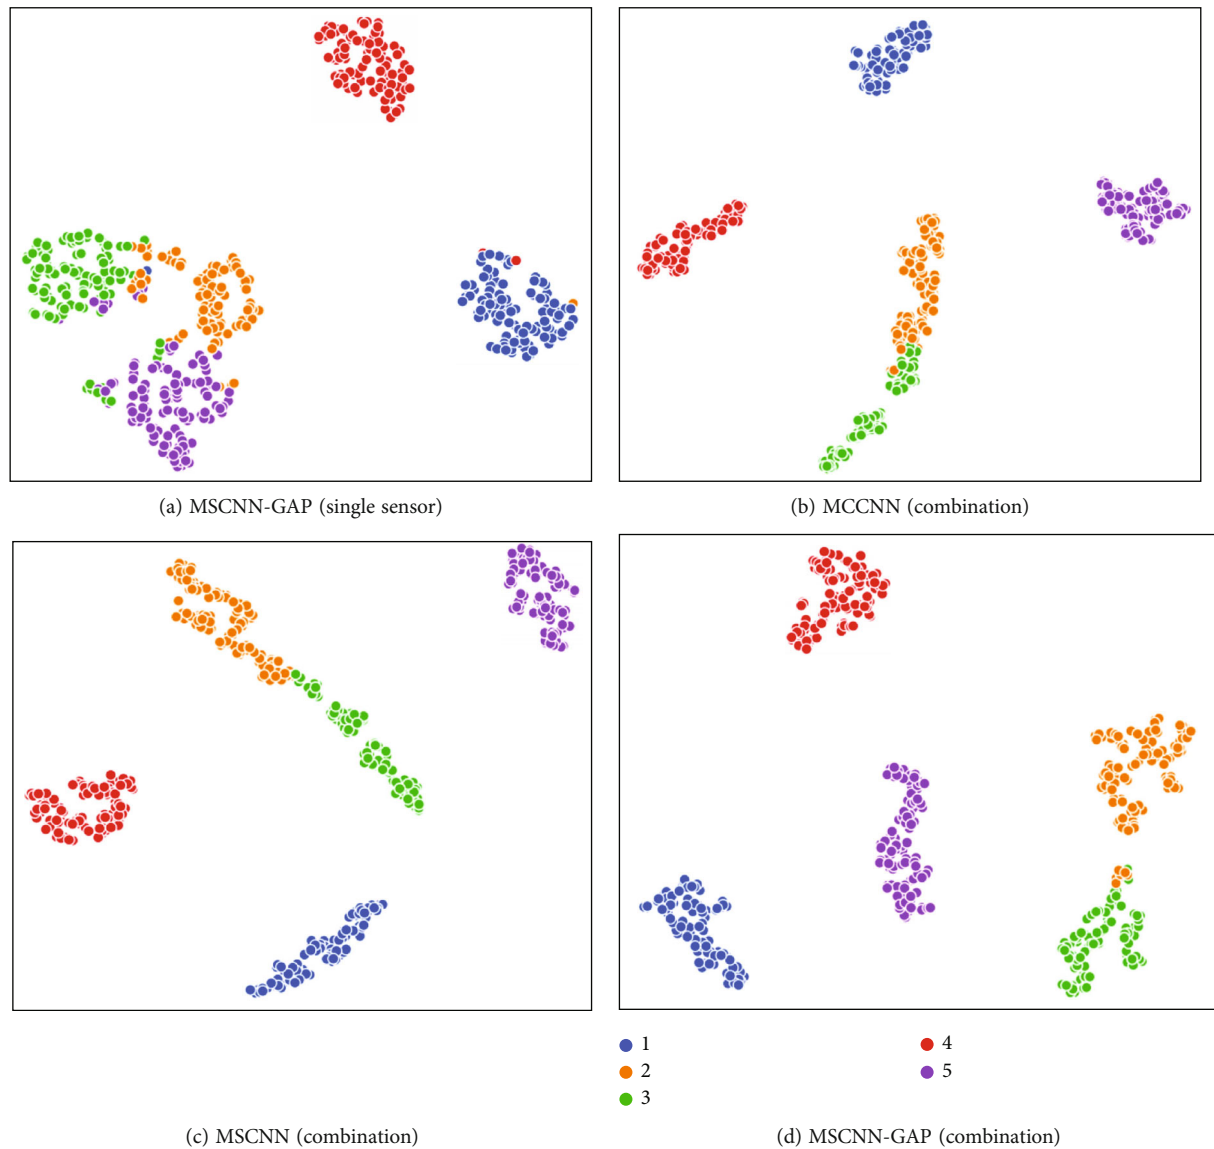 (a) MSCNN-GAP (single sensor)
(b) MCCNN (combination)
1
2
3
4
5
(c) MSCNN (combination)
(d) MSCNN-GAP (combination)